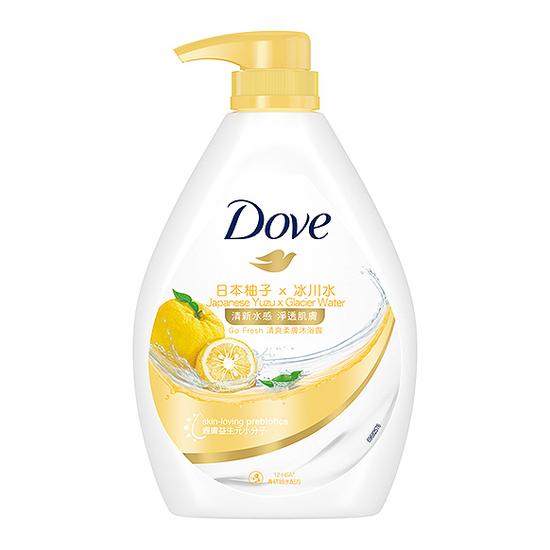 Dove
日本柚子 x 冰川水
Japanese Yuzu x Glacier Water
清新水感 淨透肌膚
Go Fresh 清爽柔膚沐浴露
skin-loving prebiotics